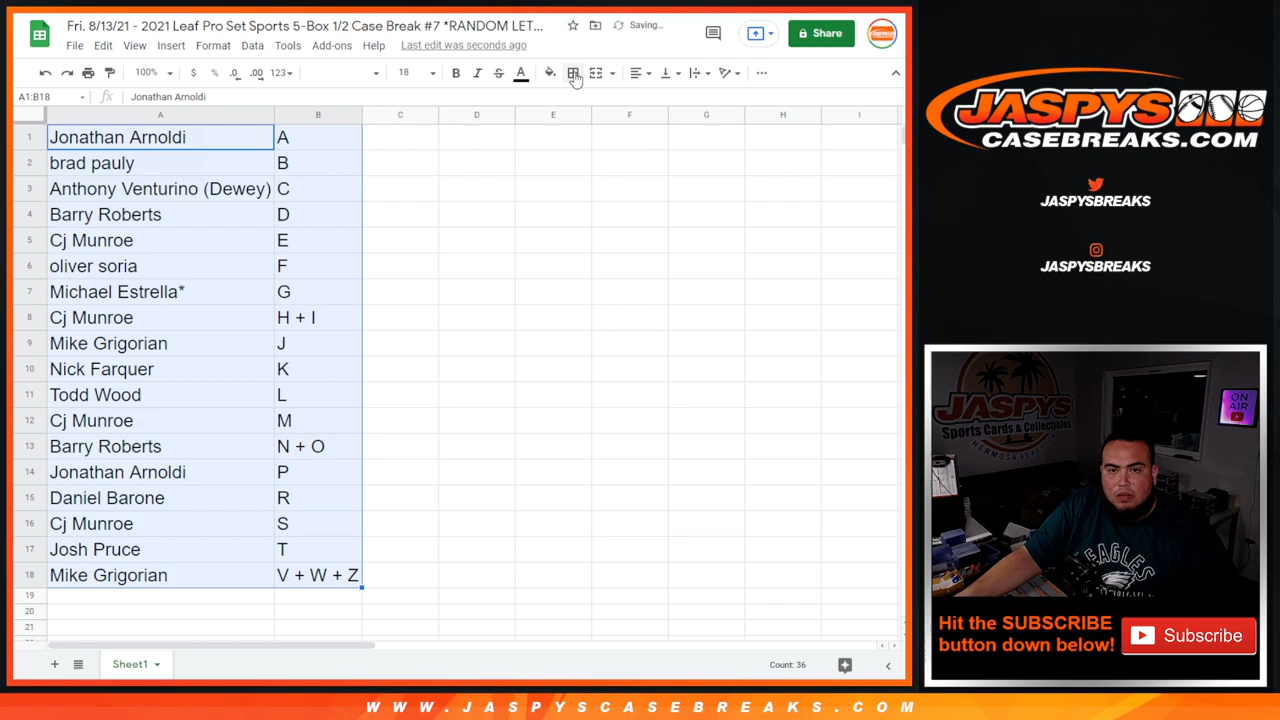 Fri. 8/13/21 - 2021 Leaf Pro Set Sports 5-Box 1/2 Case Break #7 *RANDOM LET...
Saving...
Share
File Edit View Insert Format Data Tools Add-ons Help Last edit was seconds ago
100% $ % .0 .00 123 18 B I S A
A1:B18 fx Jonathan Arnoldi
A B C D E F G H I
1 Jonathan Arnoldi A
2 brad pauly B
3 Anthony Venturino (Dewey) C
4 Barry Roberts D
5 Cj Munroe E
6 oliver soria F
7 Michael Estrella* G
8 Cj Munroe H + I
9 Mike Grigorian J
10 Nick Farquer K
11 Todd Wood L
12 Cj Munroe M
13 Barry Roberts N + O
14 Jonathan Arnoldi P
15 Daniel Barone R
16 Cj Munroe S
17 Josh Pruce T
18 Mike Grigorian V + W + Z
19
20
21
Sheet1
Count: 36
JASPYS
CASEBREAKS.COM
JASPYSBREAKS
JASPYSBREAKS
JASPYS
Sports Cards & Collectibles
HERMOSA BEACH
ON
AIR
EAGLES
Hit the SUBSCRIBE
button down below!
Subscribe
WWW.JASPYSCASEBREAKS.COM